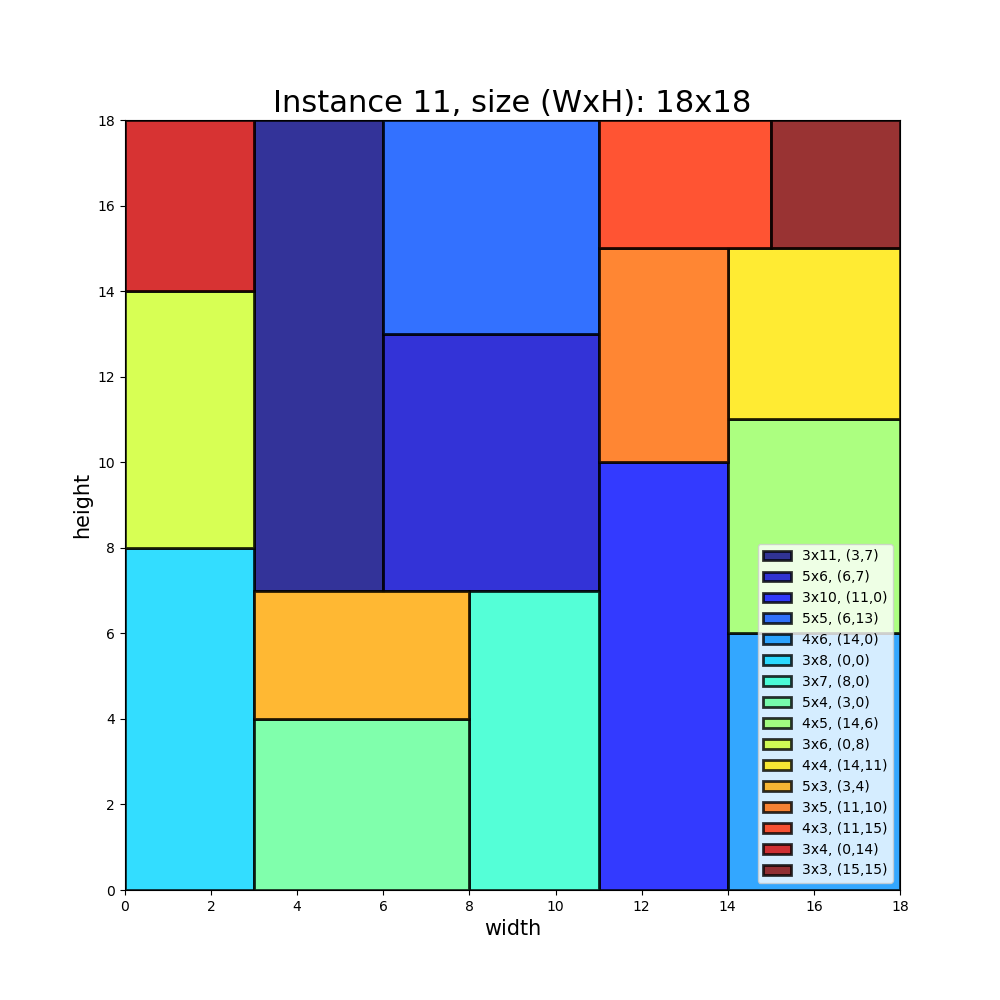 Instance 11, size (WxH): 18x18
18
16
14
12
10
8
6
4
2
0
height
3x11, (3,7)
5x6, (6,7)
3x10, (11,0)
5x5, (6,13)
4x6, (14,0)
3x8, (0,0)
3x7, (8,0)
5x4, (3,0)
4x5, (14,6)
3x6, (0,8)
4x4, (14,11)
5x3, (3,4)
3x5, (11,10)
4x3, (11,15)
3x4, (0,14)
3x3, (15,15)
0 2 4 6 8 10 12 14 16 18
width